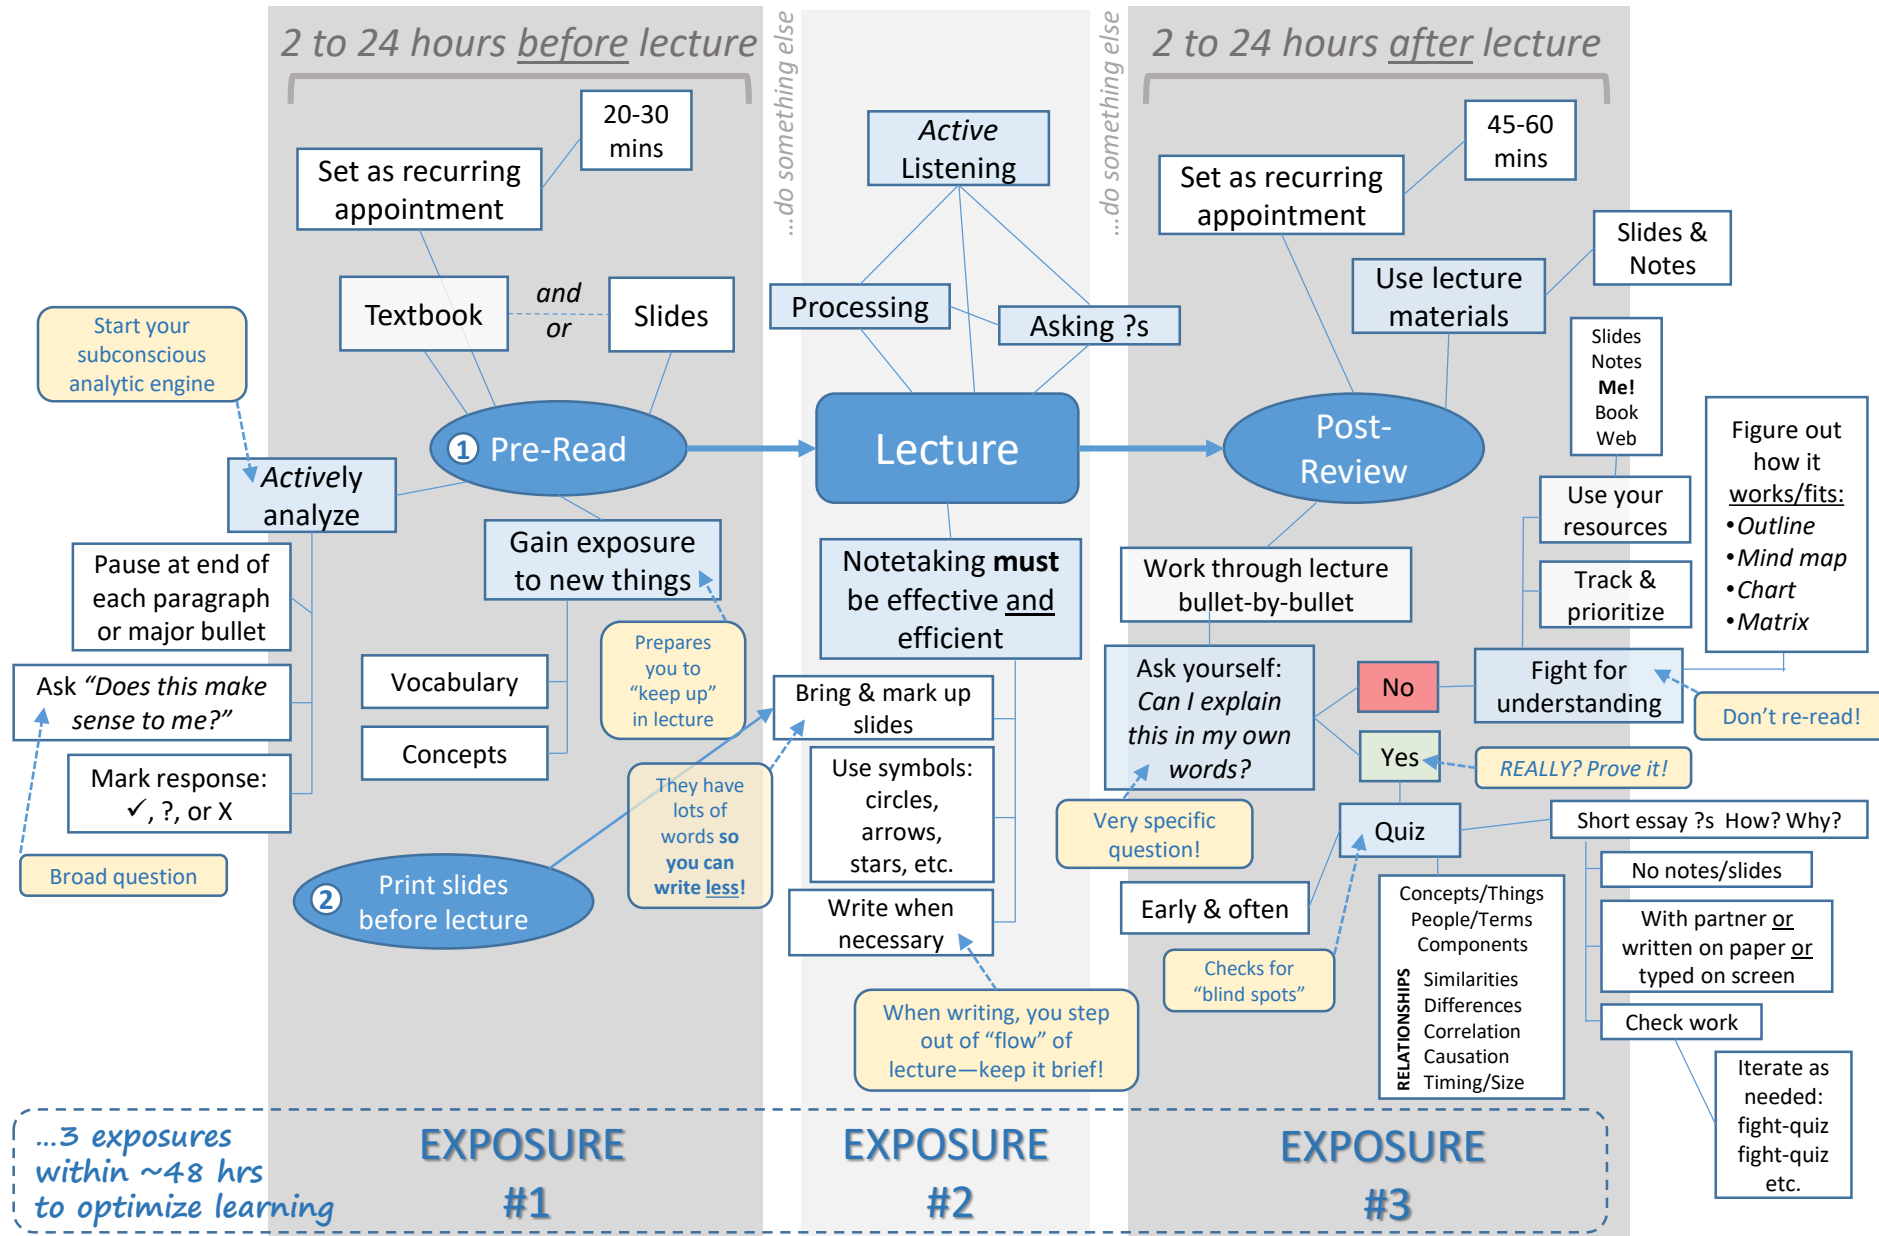 2 to 24 hours before lecture
20-30
mins
Set as recurring
appointment
Textbook
and
or
Slides
Start your
subconscious
analytic engine
1 Pre-Read
Actively
analyze
Pause at end of
each paragraph
or major bullet
Ask “Does this make
sense to me?”
Mark response:
✓, ?, or X
Broad question
Gain exposure
to new things
Vocabulary
Concepts
Prepares
you to
“keep up”
in lecture
2 Print slides
before lecture
They have
lots of
words so
you can
write less!
...do something else
Active
Listening
Processing
Asking ?s
Lecture
Notetaking must
be effective and
efficient
Bring & mark up
slides
Use symbols:
circles,
arrows,
stars, etc.
Write when
necessary
When writing, you step
out of “flow” of
lecture—keep it brief!
...do something else
2 to 24 hours after lecture
45-60
mins
Set as recurring
appointment
Slides &
Notes
Use lecture
materials
Post-
Review
Work through lecture
bullet-by-bullet
Ask yourself:
Can I explain
this in my own
words?
Very specific
question!
No
Yes
REALLY? Prove it!
Fight for
understanding
Don’t re-read!
Slides
Notes
Me!
Book
Web
Use your
resources
Track &
prioritize
Figure out
how it
works/fits:
•Outline
•Mind map
•Chart
•Matrix
Quiz
Early & often
Checks for
“blind spots”
Concepts/Things
People/Terms
Components
RELATIONSHIPS
Similarities
Differences
Correlation
Causation
Timing/Size
Short essay ?s How? Why?
No notes/slides
With partner or
written on paper or
typed on screen
Check work
Iterate as
needed:
fight-quiz
fight-quiz
etc.
...3 exposures
within ~48 hrs
to optimize learning
EXPOSURE
#1
EXPOSURE
#2
EXPOSURE
#3